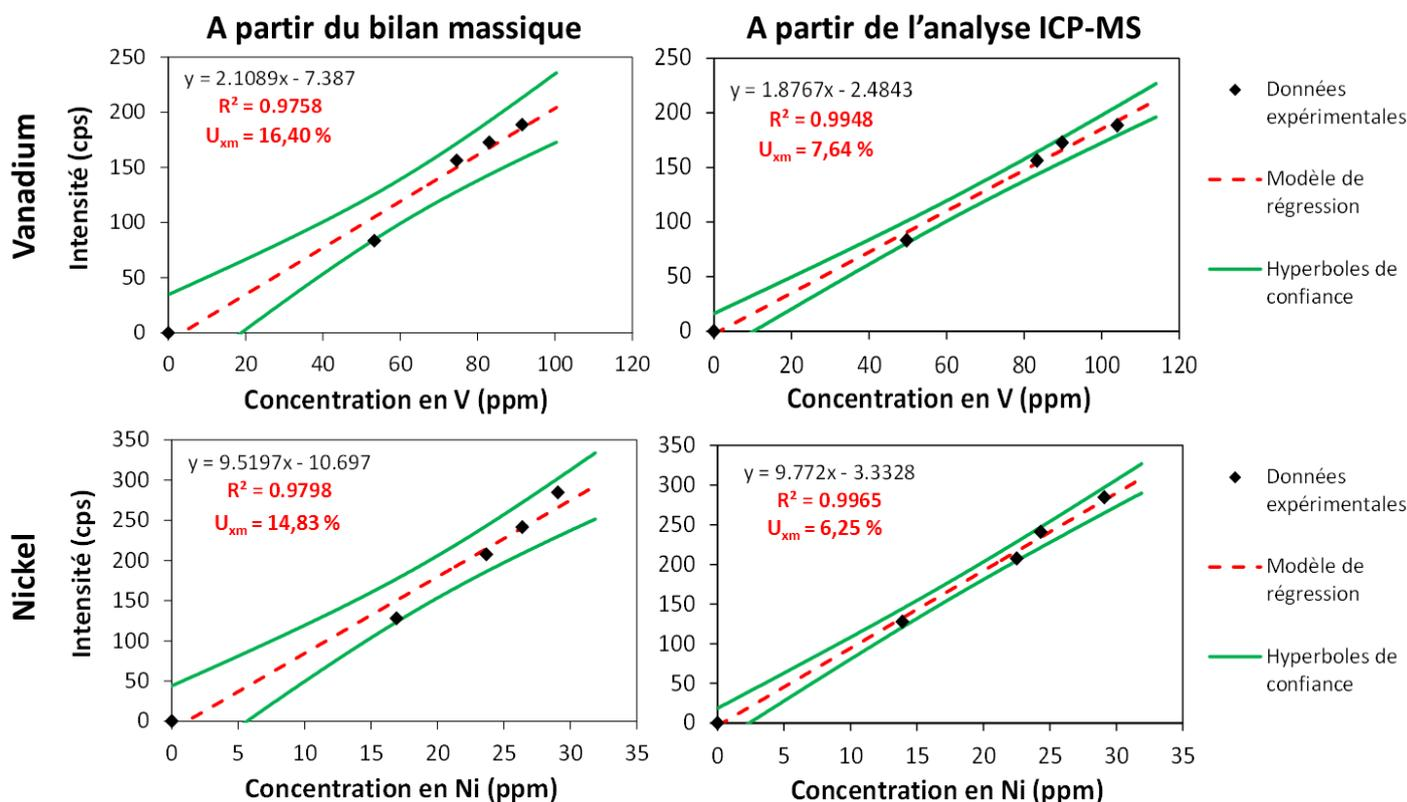 A partir du bilan massique
A partir de l’analyse ICP-MS
Vanadium
Intensité (cps)
250
200
150
100
50
0
y = 2.1089x - 7.387
R² = 0.9758
Uxm = 16,40 %
0 20 40 60 80 100 120
Concentration en V (ppm)
250
200
150
100
50
0
y = 1.8767x - 2.4843
R² = 0.9948
Uxm = 7,64 %
0 20 40 60 80 100 120
Concentration en V (ppm)
Données
expérimentales
Modèle de
régression
Hyperboles de
confiance
Nickel
Intensité (cps)
350
300
250
200
150
100
50
0
y = 9.5197x - 10.697
R² = 0.9798
Uxm = 14,83 %
0 5 10 15 20 25 30 35
Concentration en Ni (ppm)
350
300
250
200
150
100
50
0
y = 9.772x - 3.3328
R² = 0.9965
Uxm = 6,25 %
0 5 10 15 20 25 30 35
Concentration en Ni (ppm)
Données
expérimentales
Modèle de
régression
Hyperboles de
confiance